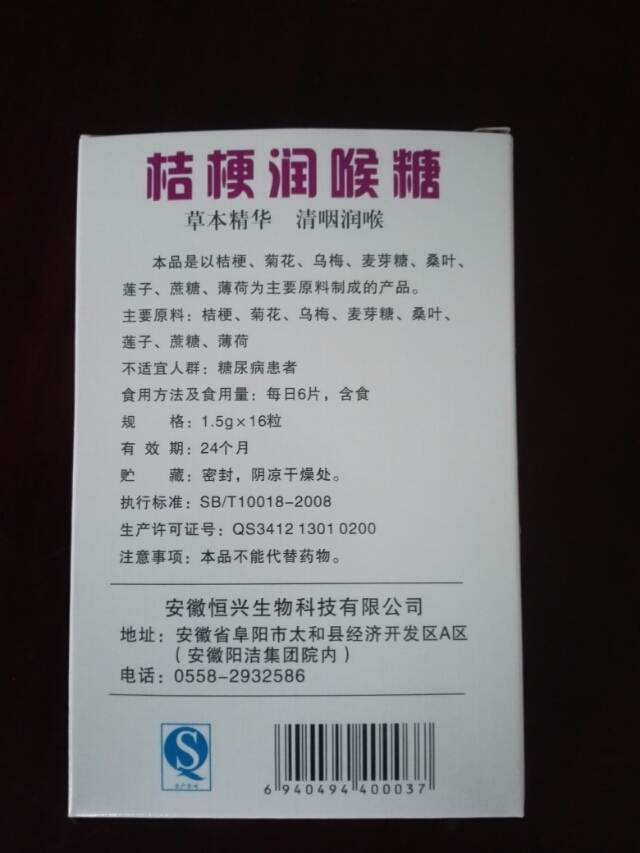 桔梗润喉糖
草本精华 清咽润喉
本品是以桔梗、菊花、乌梅、麦芽糖、桑叶、
莲子、蔗糖、薄荷为主要原料制成的产品。
主要原料：桔梗、菊花、乌梅、麦芽糖、桑叶、
莲子、蔗糖、薄荷
不适宜人群：糖尿病患者
食用方法及食用量：每日6片，含食
规 格：1.5g×16粒
有 效 期：24个月
贮 藏：密封，阴凉干燥处。
执行标准：SB/T10018-2008
生产许可证号：QS3412 1301 0200
注意事项：本品不能代替药物。
安徽恒兴生物科技有限公司
地址：安徽省阜阳市太和县经济开发区A区
（安徽阳洁集团院内）
电话：0558-2932586
6 940494 400037